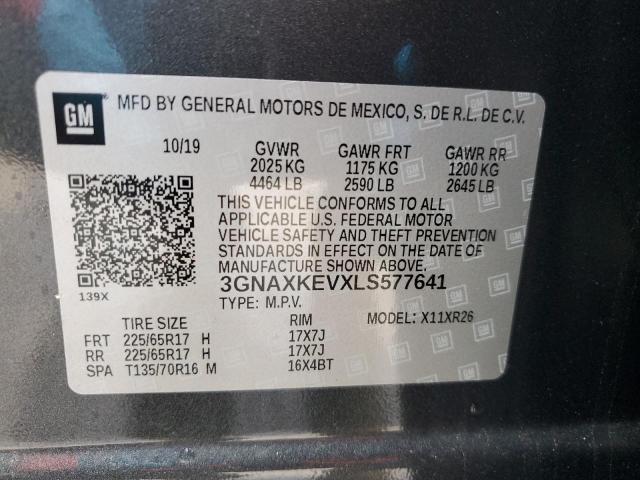 GM MFD BY GENERAL MOTORS DE MEXICO, S. DE R.L. DE C.V.
10/19 GVWR GAWR FRT GAWR RR
2025 KG 1175 KG 1200 KG
4464 LB 2590 LB 2645 LB
THIS VEHICLE CONFORMS TO ALL
APPLICABLE U.S. FEDERAL MOTOR
VEHICLE SAFETY AND THEFT PREVENTION
STANDARDS IN EFFECT ON THE DATE OF
MANUFACTURE SHOWN ABOVE.
139X
3GNAXKEVXLS577641
TYPE: M.P.V.
TIRE SIZE RIM MODEL: X11XR26
FRT 225/65R17 H 17X7J
RR 225/65R17 H 17X7J
SPA T135/70R16 M 16X4BT